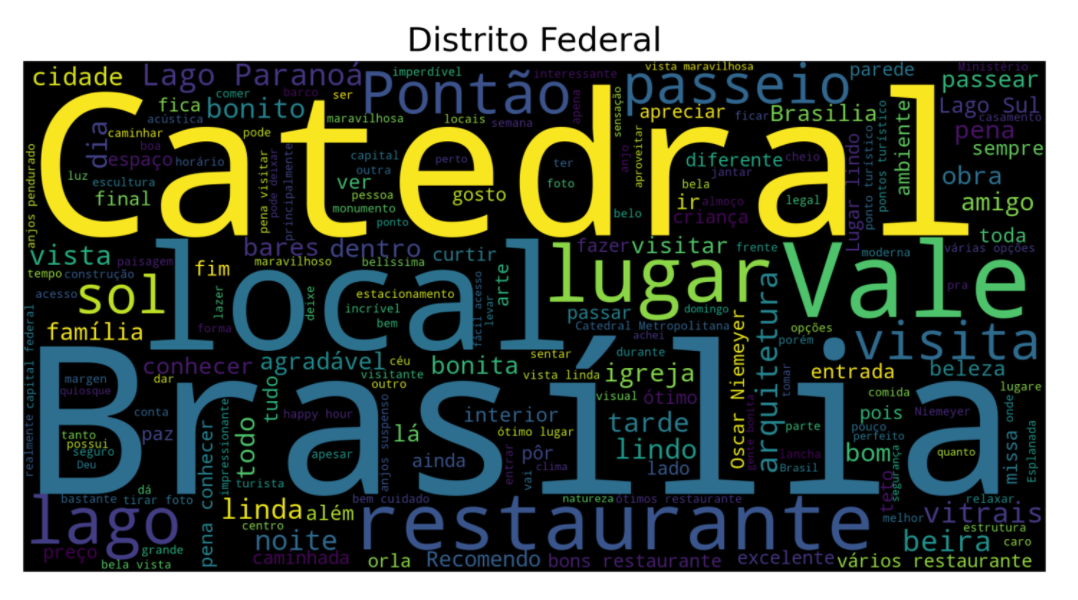 Distrito Federal
cidade
Lago Paranoá
imperdível
interessante
vista maravilhosa
parede
Ministério
comer
barco
ser
Pontão
apena
passeio
passear
fica
bonito
maravilhosa
locais
semana
sensação
apreciar
ficar
Brasilia
Lago Sul
casamento
acústica
Catedral
pena
caminhar
pode
dia
boa
sempre
espaço
horário
capital
perto
ter
anjo
aproveitar
diferente
cheio
ponto turístico
pontos turístico
ambiente
outra
jantar
luz
escultura
ver
pessoa
foto
bela
obra
final
pena visitar
pode deixar
principalmente
monumento
gosto
ir
almoço
legal
amigo
anjos pendurado
ponto
belo
criança
Lugar lindo
toda
vista
bares
dentro
curtir
fazer
visitar
frente
várias opções
paisagem
maravilhoso
belíssima
moderna
tempo
construção
fim
local
lugar
Vale
acesso
sol
lazer
estacionamento
deixe
incrível
fácil acesso
levar
arte
domingo
pra
família
forma
bem
passar
Catedral Metropolitana
opções
achei
porém
visita
conhecer
agradável
céu
sentar
durante
arquitetura
visitante
bonita
vista linda
igreja
entrada
beleza
margen
dar
quiosque
outro
visual
ótimo
tomar
comida
lugare
realmente
capital federal
Brasília
tudo
conta
happy hour
interior
tarde
Oscar Niemeyer
pois
Niemeyer
onde
tanto
possui
paz
todo
lá
ótimo lugar
parte
pouco
perfeito
seguro
Deu
apesar
anjos suspenso
pôr
lindo
gente bonita
lancha
bom
quanto
missa
Esplanada
pena conhecer
impressionante
turista
ainda
entrar
vai
clima
lado
Brasil
segurança
teto
bastante
tirar foto
dá
bem cuidado
natureza
ótimos restaurante
relaxar
lago
linda
além
restaurante
melhor
vitrais
centro
estrutura
preço
grande
noite
beira
caro
bela vista
caminhada
orla
Recomendo
bons restaurante
excelente
vários restaurante